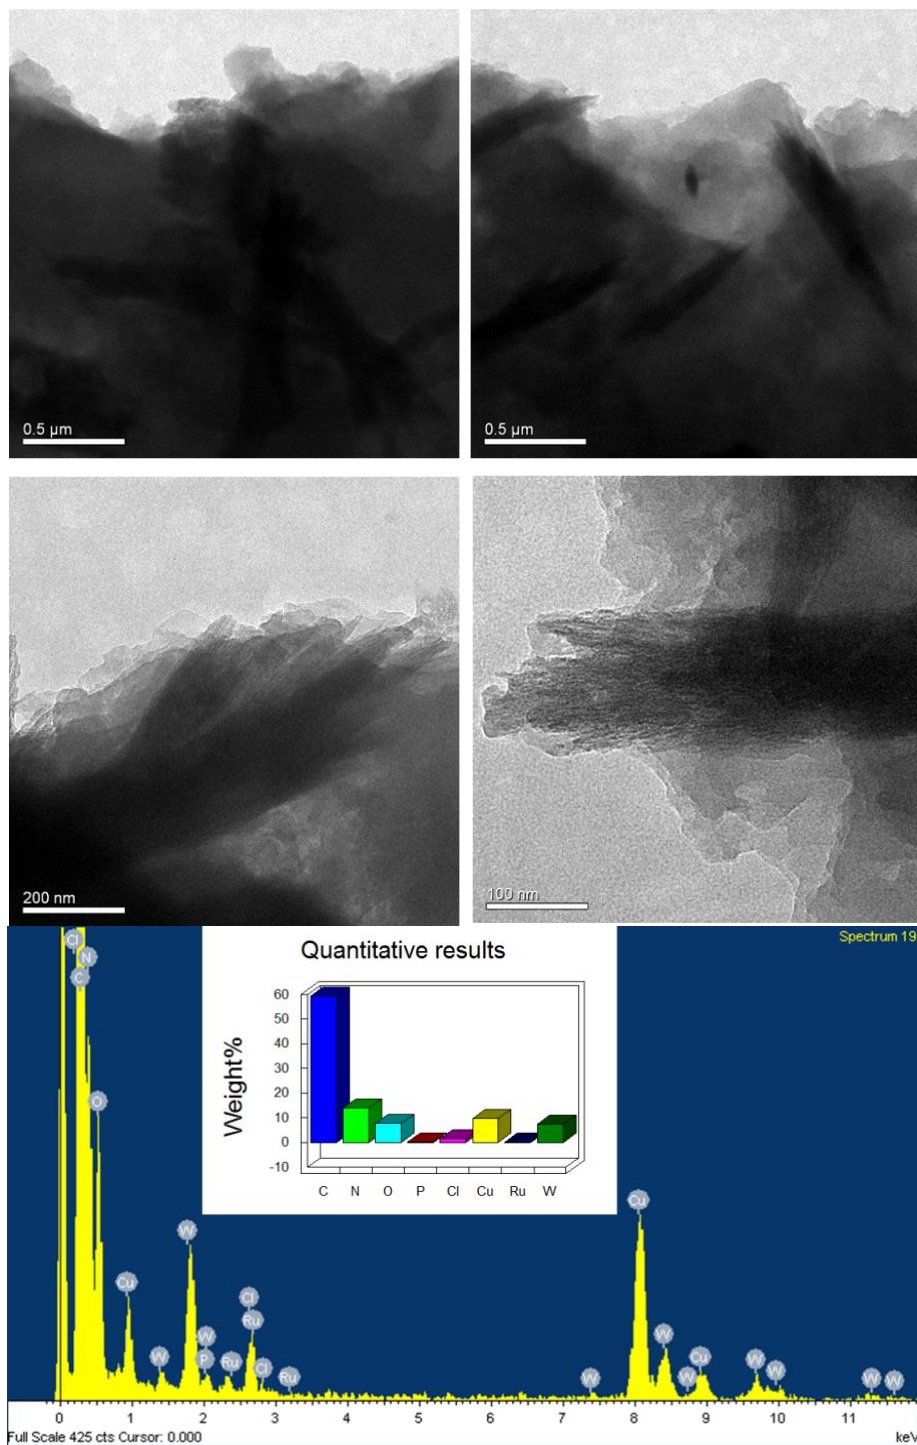 0.5 µm
0.5 µm
200 nm
100 nm
Spectrum 19
Quantitative results
Weight%
60
50
40
30
20
10
0
-10
C N O P Cl Cu Ru W
Cl
N
C
O
Cu
W
W
W
P
Ru
Cl
Ru
Cl
Ru
W
Cu
W
W
Cu
W
W
W
W
0 1 2 3 4 5 6 7 8 9 10 11
Full Scale 425 cts Cursor: 0.000
keV